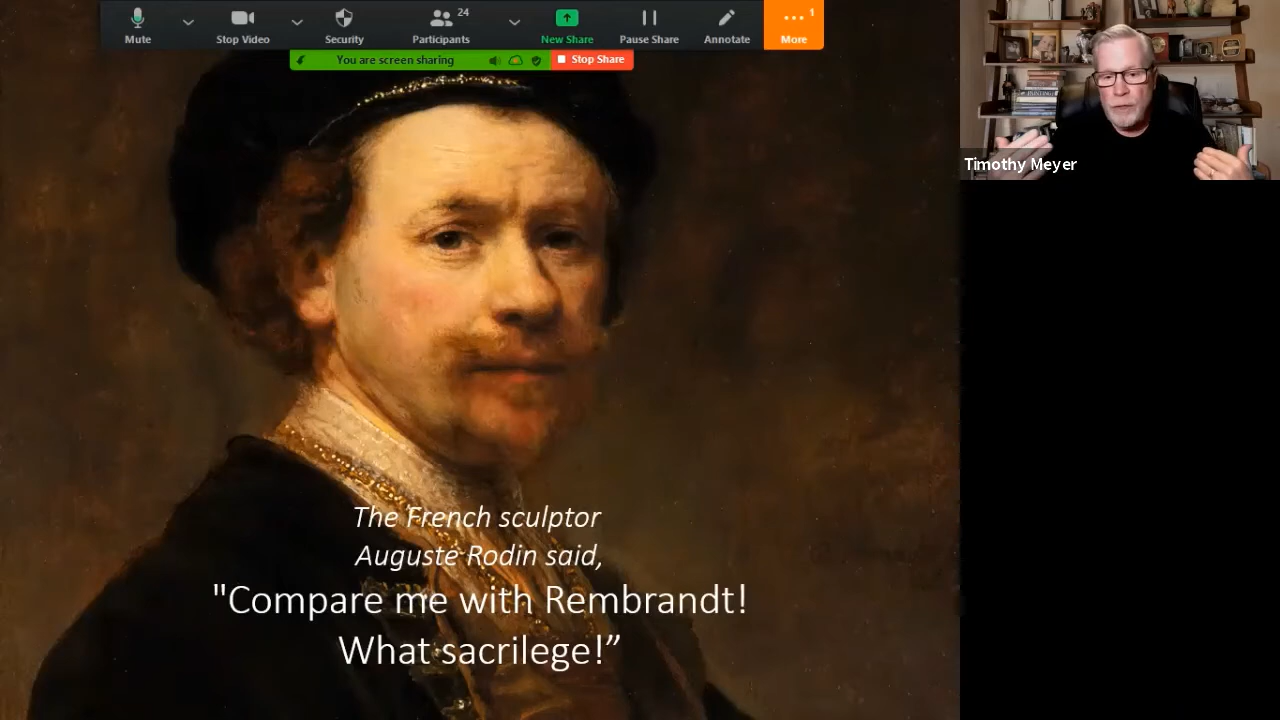 24
1
Mute
Stop Video
Security
Participants
New Share
Pause Share
Annotate
More
You are screen sharing
Stop Share
Timothy Meyer
The French sculptor
Auguste Rodin said,
"Compare me with Rembrandt!
What sacrilege!”